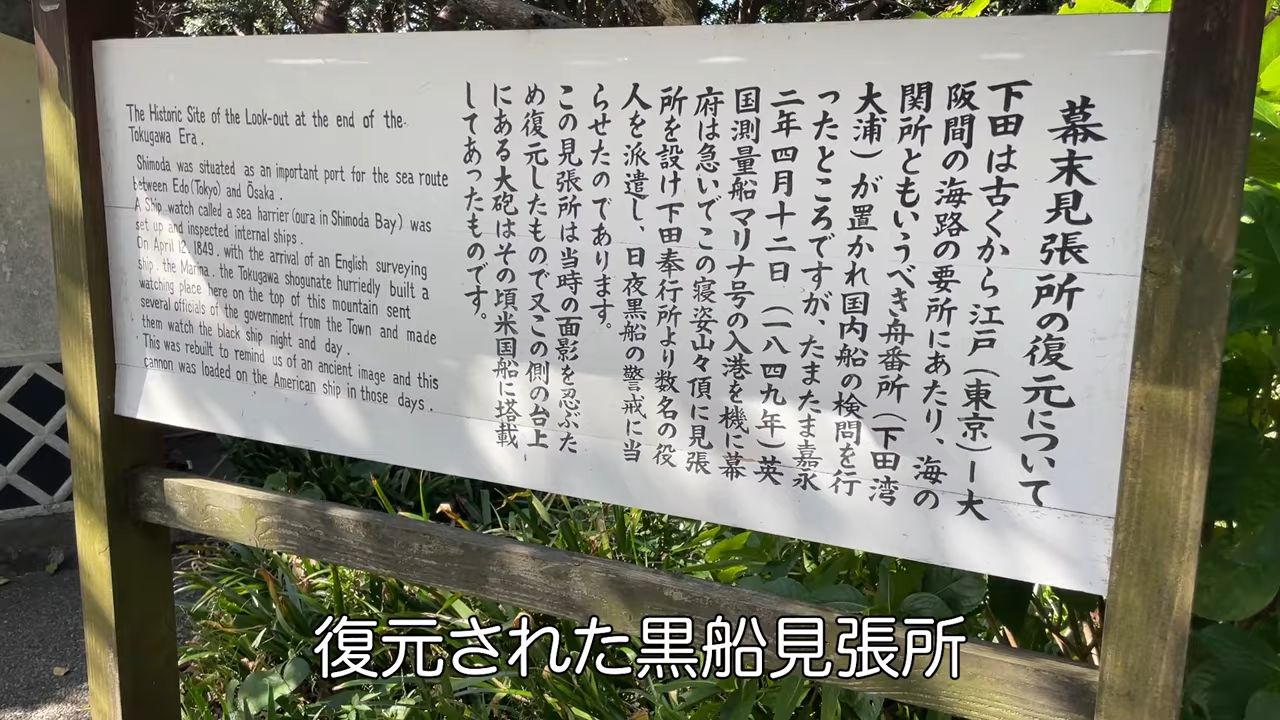 幕末見張所の復元について
下田は古くから江戸(東京)ー大
阪間の海路の要所にあたり、海の
関所ともいうべき舟番所(下田湾
大浦)が置かれ国内船の検問を行
ったところですが、たまたま嘉永
二年四月十二日(一八四九年)英
国測量船マリナ号の入港を機に幕
府は急いでこの寝姿山々頂に見張
所を設け下田奉行所より数名の役
人を派遣し、日夜黒船の警戒に当
らせたのであります。
この見張所は当時の面影を忍ぶた
め復元したもので又この側の台上
にある大砲はその頃米国船に塔載
してあったものです。
The Historic Site of the Look-out at the end of the
Tokugawa Era.
Shimoda was situated as an important port for the sea route
between Edo(Tokyo) and Ōsaka.
A Ship watch called a sea harrier(oura in Shimoda Bay) was
set up and inspected internal ships.
On April 12. 1849. with the arrival of an English surveying
ship. the Marina. the Tokugawa shogunate hurriedly built a
watching place here on the top of this mountain sent
several officials of the government from the Town and made
them watch the black ship night and day.
This was rebuilt to remind us of an ancient image and this
cannon was loaded on the American ship in those days.
復元された黒船見張所